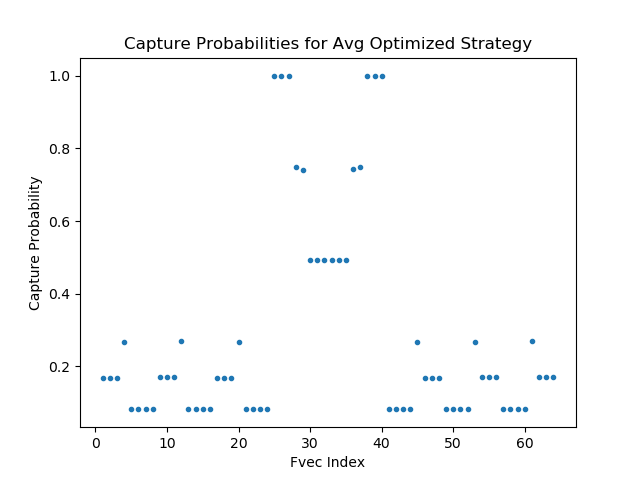 Capture Probabilities for Avg Optimized Strategy
1.0
0.8
0.6
0.4
0.2
Capture Probability
0 10 20 30 40 50 60
Fvec Index